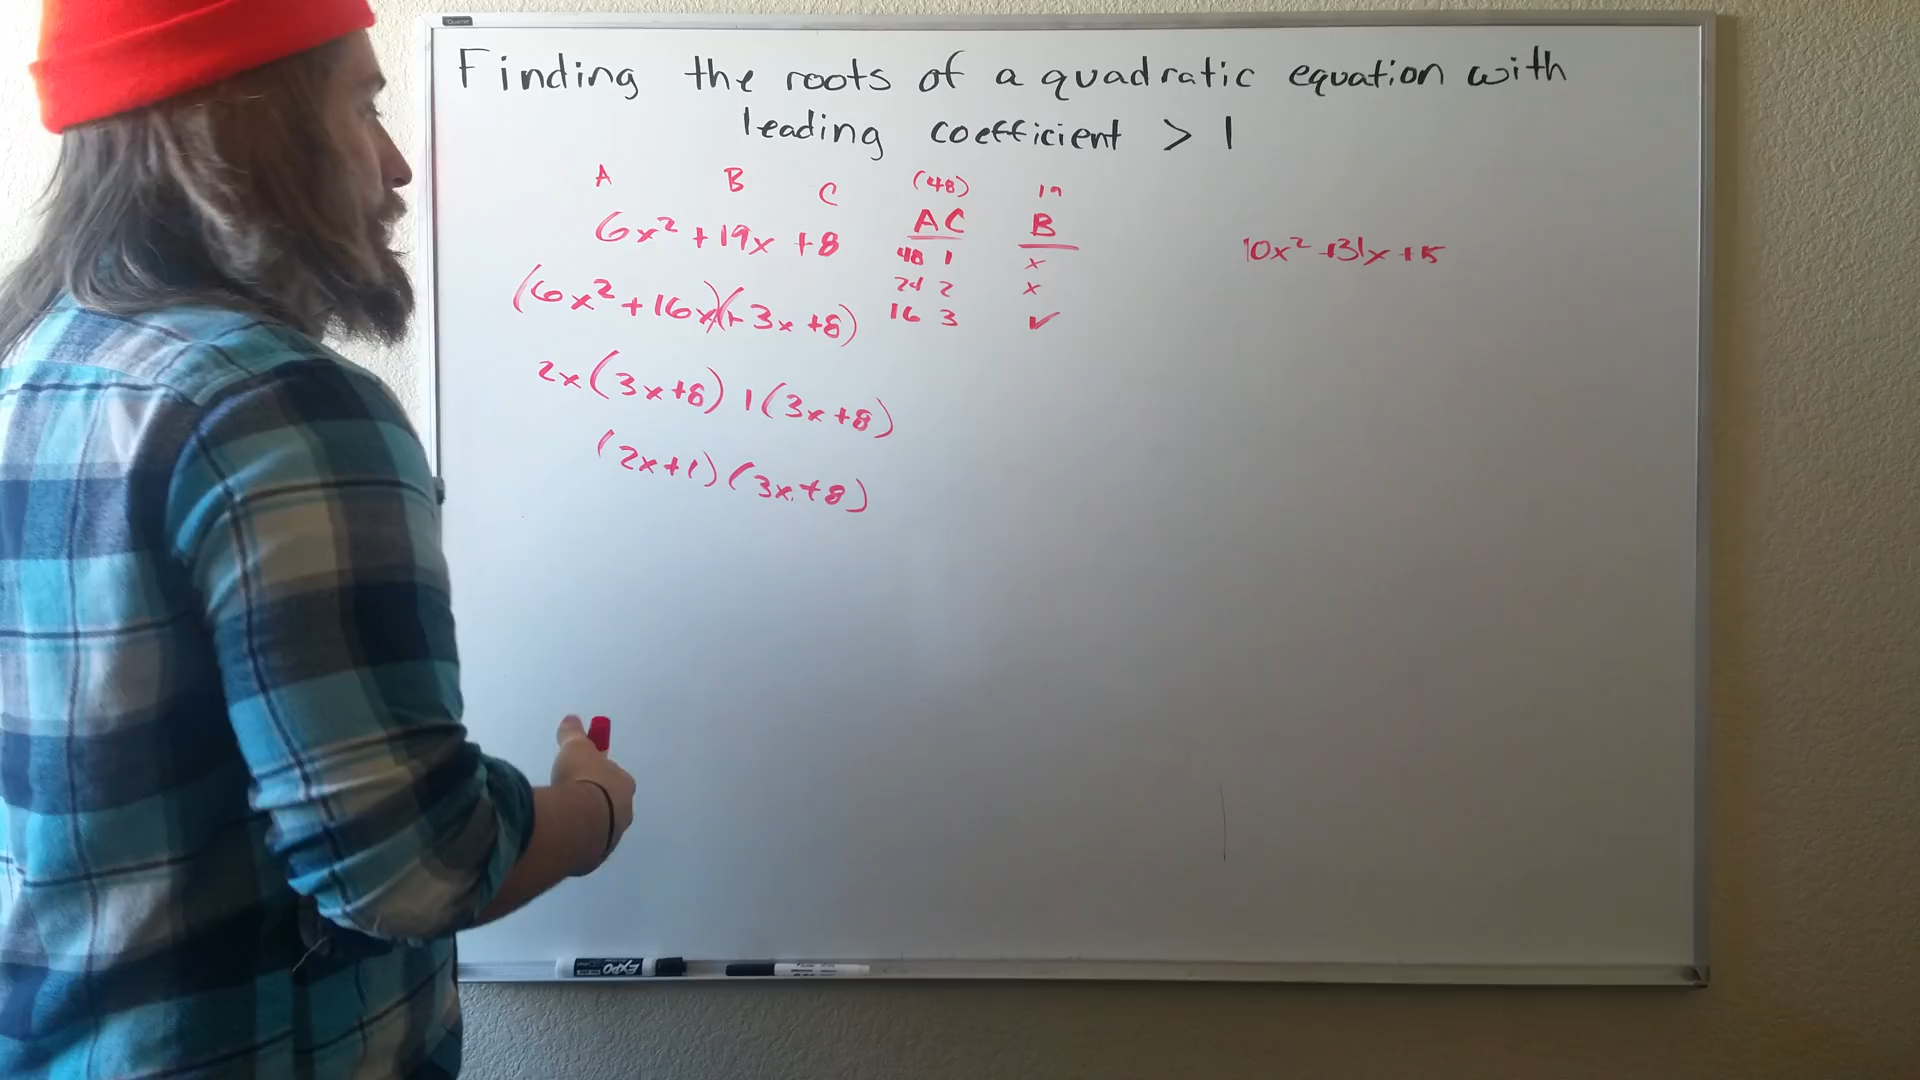 Finding the roots of a quadratic equation with
leading coefficient > 1
A B C (48) 19
6x² + 19x + 8 AC B
48 1 x
24 2 x
16 3 ✓
(6x² + 16x)(+ 3x + 8)
2x(3x+8) 1(3x+8)
(2x+1)(3x+8)
10x² + 31x + 15
Quartet
EXPO